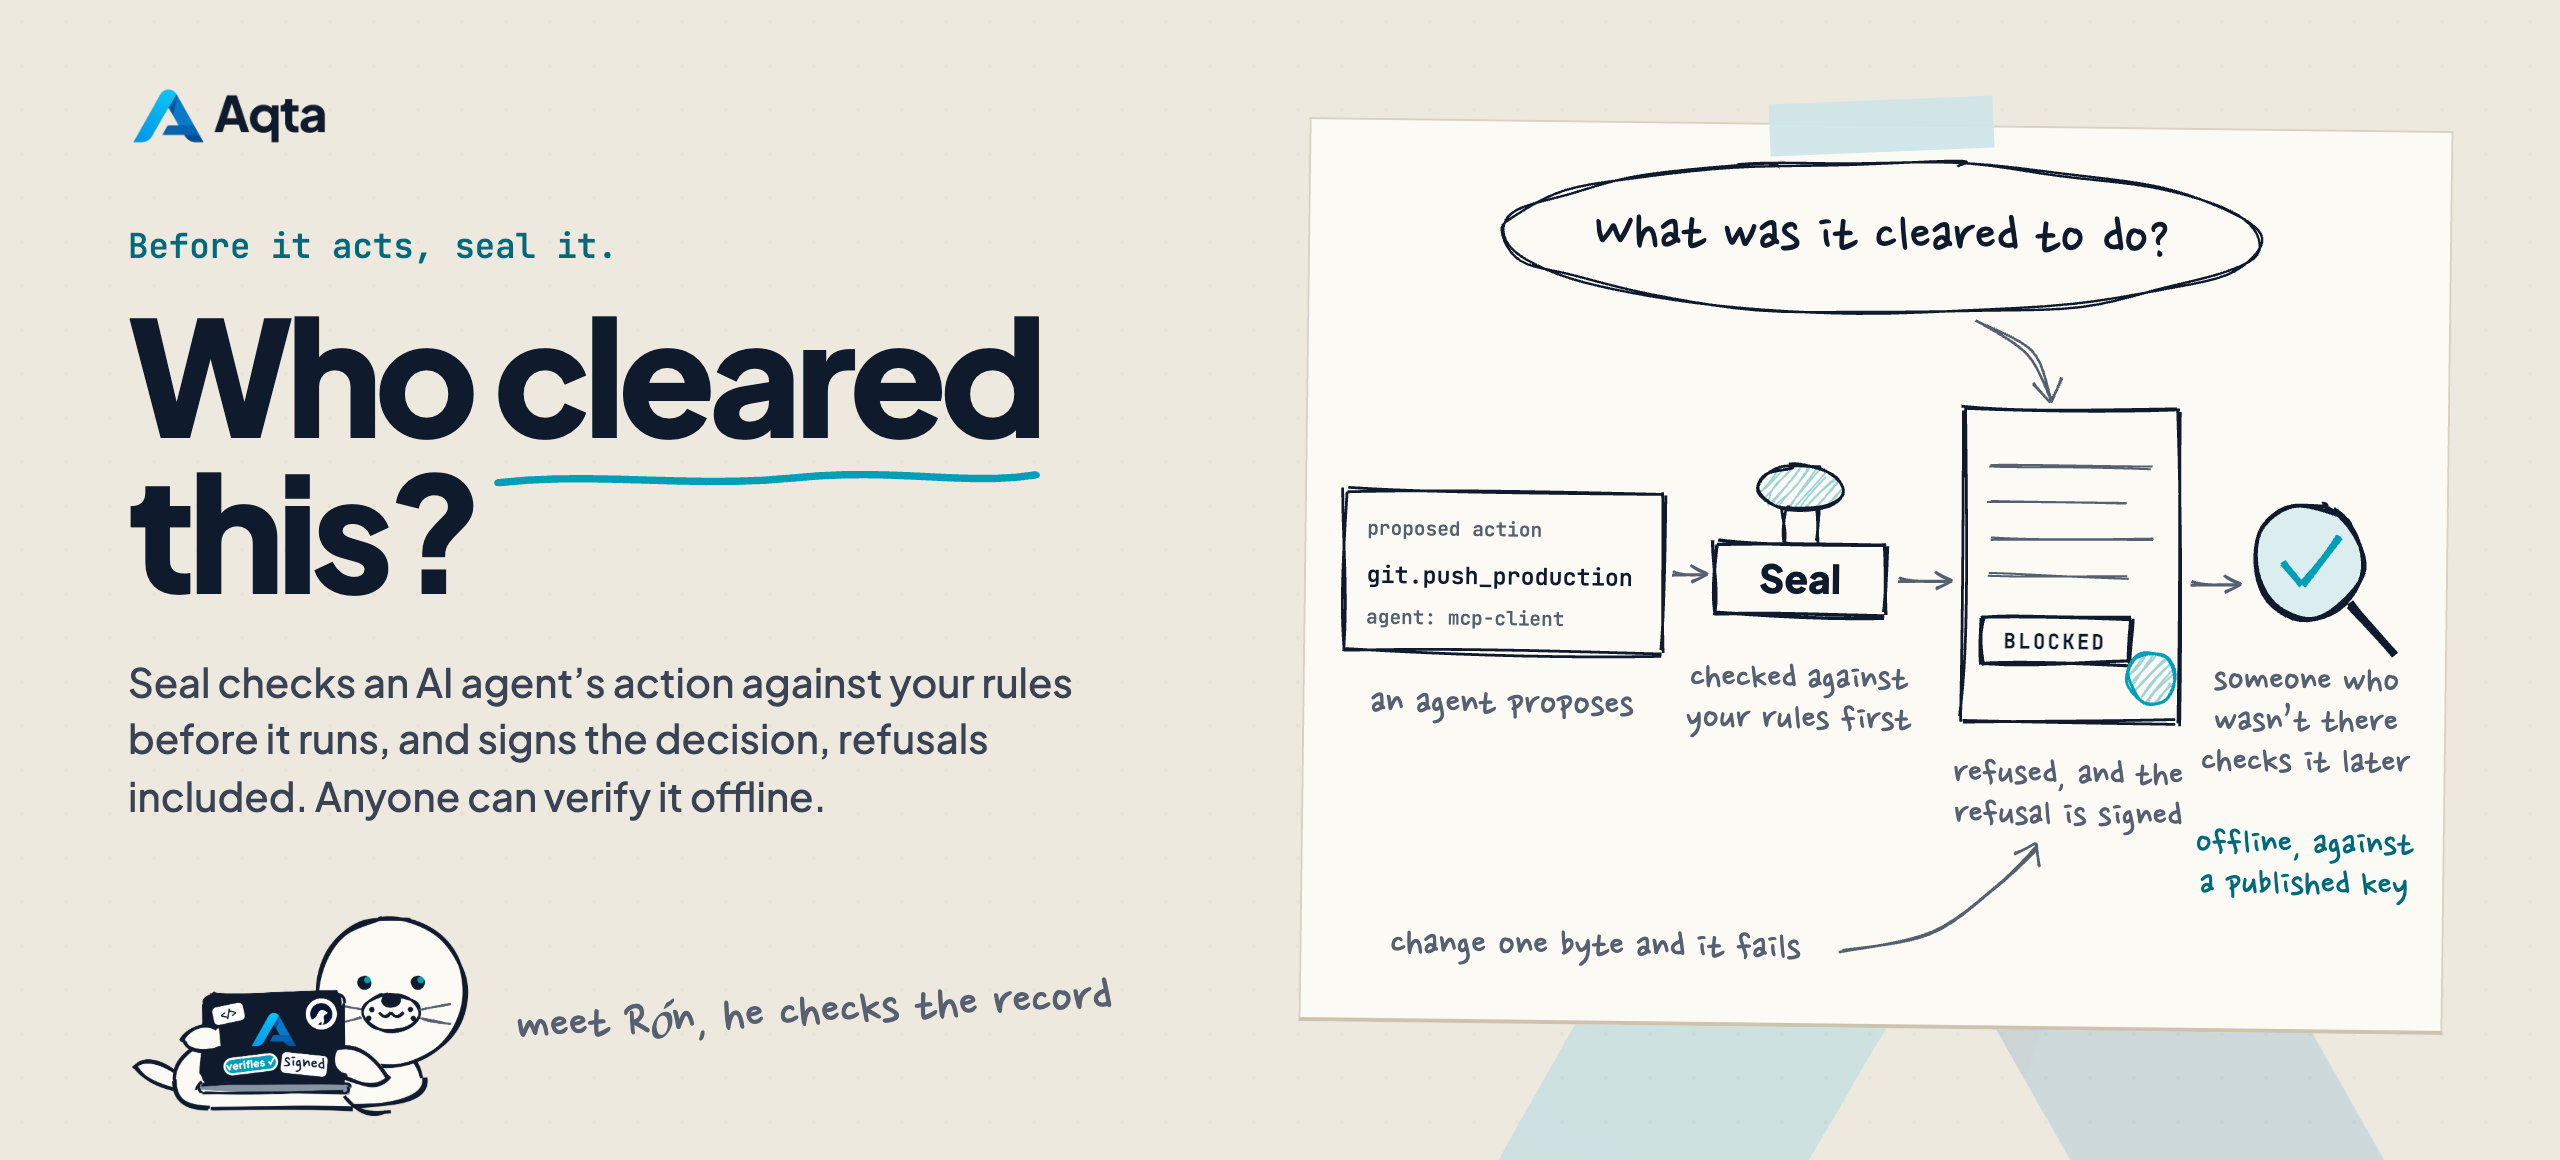 Aqta
Before it acts, seal it.
Who cleared
this?
Seal checks an AI agent’s action against your rules
before it runs, and signs the decision, refusals
included. Anyone can verify it offline.
</>
verifies ✓
Signed
meet Rón, he checks the record
What was it cleared to do?
proposed action
git.push_production
agent: mcp-client
an agent proposes
Seal
checked against
your rules first
BLOCKED
refused, and the
refusal is signed
someone who
wasn’t there
checks it later
offline, against
a published key
change one byte and it fails